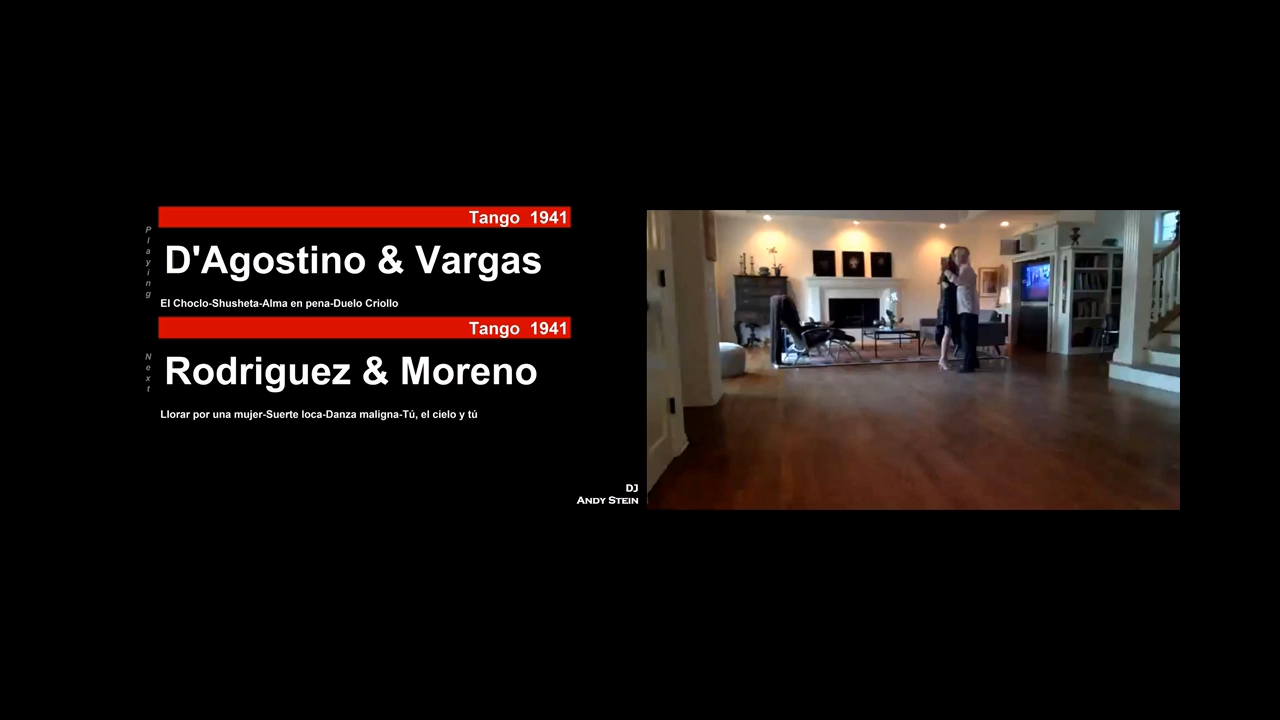 Tango 1941
Playing
D'Agostino & Vargas
El Choclo-Shusheta-Alma en pena-Duelo Criollo
Tango 1941
Next
Rodriguez & Moreno
Llorar por una mujer-Suerte loca-Danza maligna-Tú, el cielo y tú
DJ
ANDY STEIN